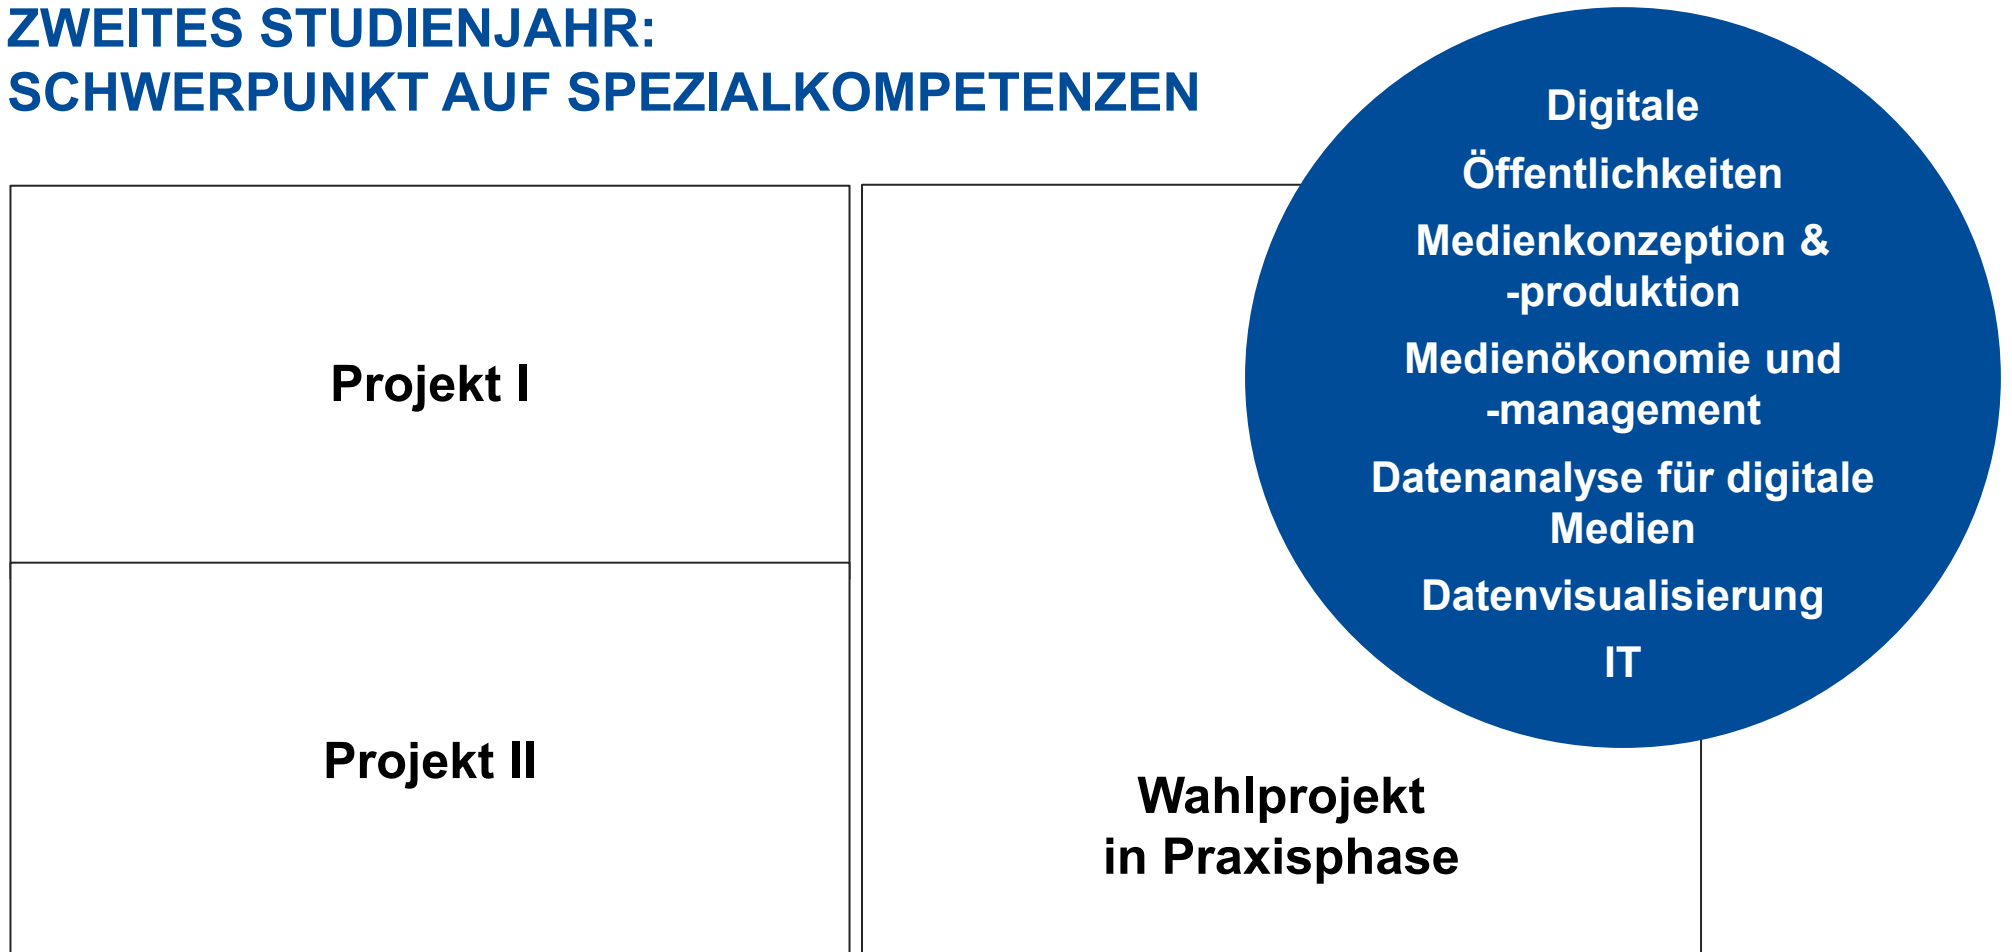 ZWEITES STUDIENJAHR:
SCHWERPUNKT AUF SPEZIALKOMPETENZEN
Projekt I
Projekt II
Wahlprojekt
in Praxisphase
Digitale
Öffentlichkeiten
Medienkonzeption &
-produktion
Medienökonomie und
-management
Datenanalyse für digitale
Medien
Datenvisualisierung
IT